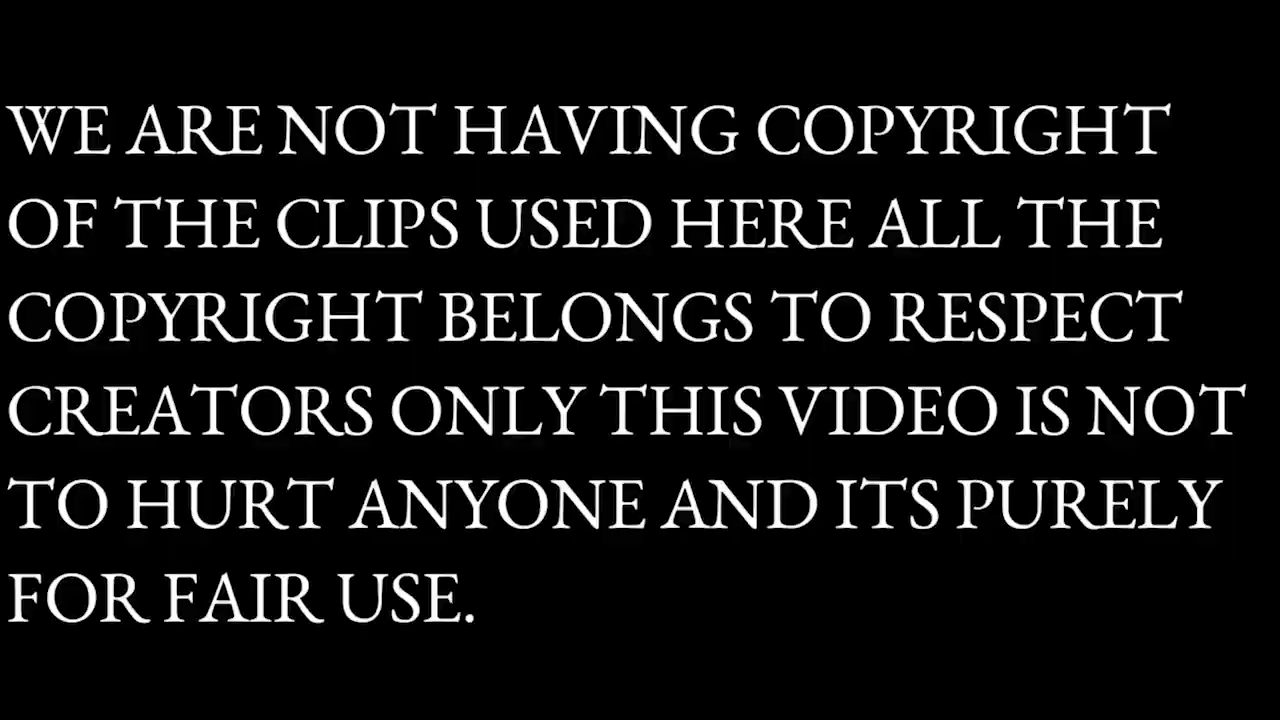 WE ARE NOT HAVING COPYRIGHT
OF THE CLIPS USED HERE ALL THE
COPYRIGHT BELONGS TO RESPECT
CREATORS ONLY THIS VIDEO IS NOT
TO HURT ANYONE AND ITS PURELY
FOR FAIR USE.